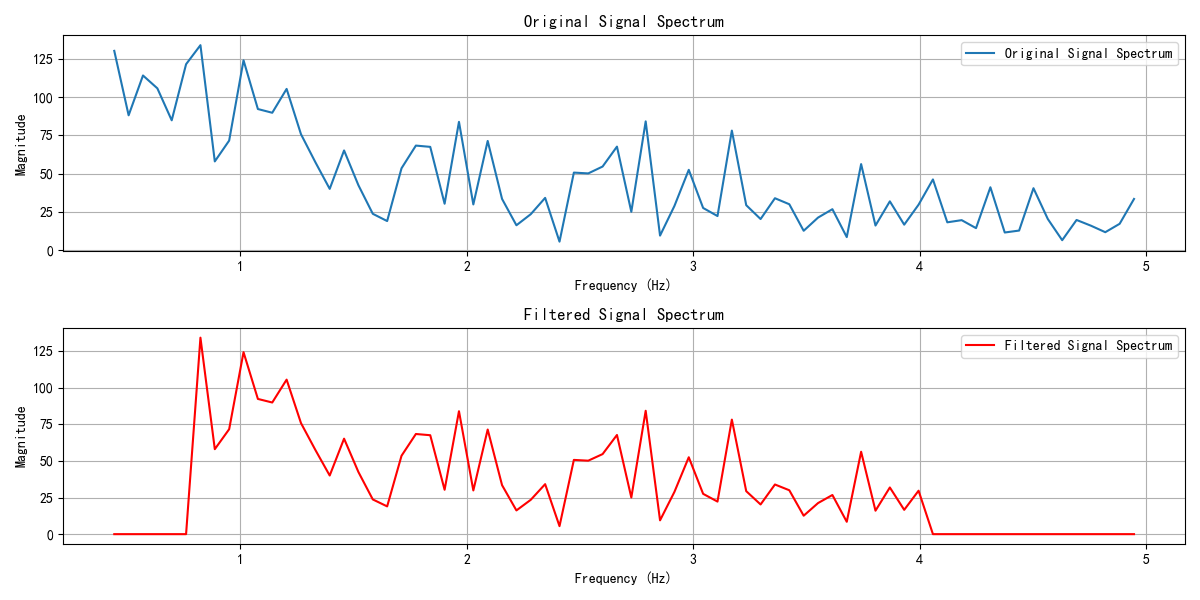 Original Signal Spectrum
Original Signal Spectrum
Magnitude
125
100
75
50
25
0
1
2
3
4
5
Frequency (Hz)
Filtered Signal Spectrum
Filtered Signal Spectrum
Magnitude
125
100
75
50
25
0
1
2
3
4
5
Frequency (Hz)